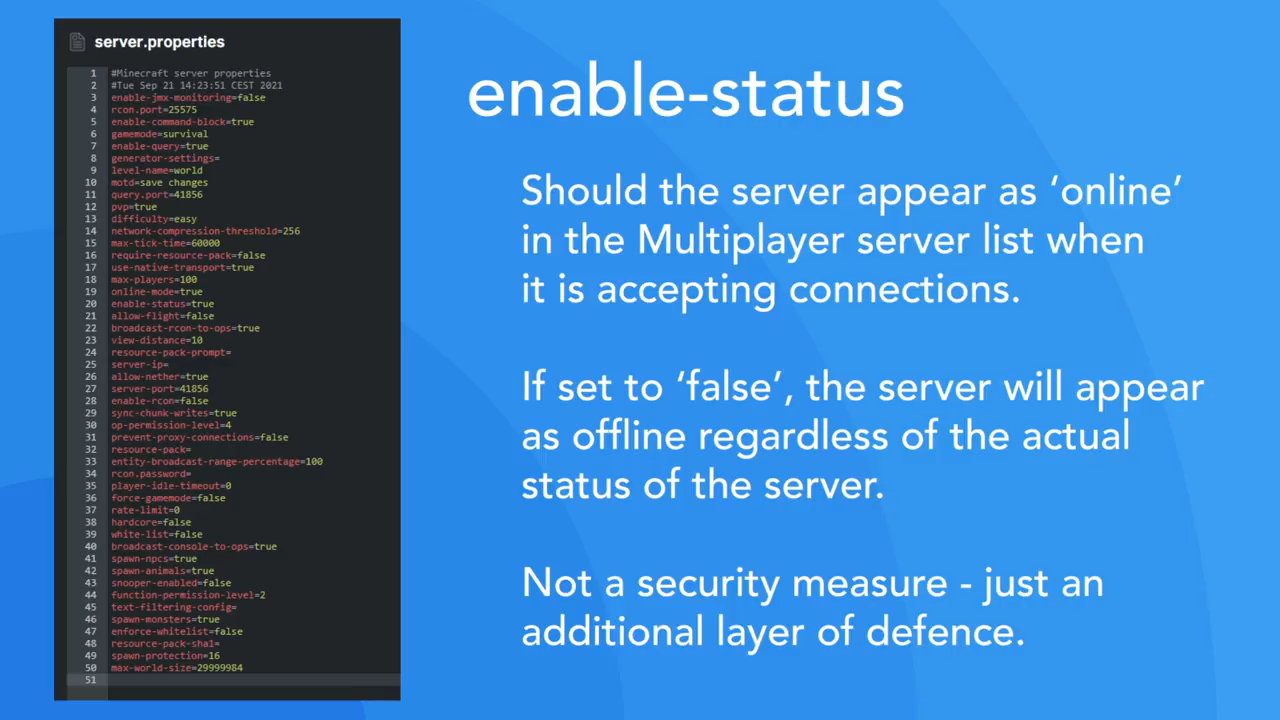 server.properties
1 #Minecraft server properties
2 #Tue Sep 21 14:23:51 CEST 2021
3 enable-jmx-monitoring=false
4 rcon.port=25575
5 enable-command-block=true
6 gamemode=survival
7 enable-query=true
8 generator-settings=
9 level-name=world
10 motd=save changes
11 query.port=41856
12 pvp=true
13 difficulty=easy
14 network-compression-threshold=256
15 max-tick-time=60000
16 require-resource-pack=false
17 use-native-transport=true
18 max-players=100
19 online-mode=true
20 enable-status=true
21 allow-flight=false
22 broadcast-rcon-to-ops=true
23 view-distance=10
24 resource-pack-prompt=
25 server-ip=
26 allow-nether=true
27 server-port=41856
28 enable-rcon=false
29 sync-chunk-writes=true
30 op-permission-level=4
31 prevent-proxy-connections=false
32 resource-pack=
33 entity-broadcast-range-percentage=100
34 rcon.password=
35 player-idle-timeout=0
36 force-gamemode=false
37 rate-limit=0
38 hardcore=false
39 white-list=false
40 broadcast-console-to-ops=true
41 spawn-npcs=true
42 spawn-animals=true
43 snooper-enabled=false
44 function-permission-level=2
45 text-filtering-config=
46 spawn-monsters=true
47 enforce-whitelist=false
48 resource-pack-sha1=
49 spawn-protection=16
50 max-world-size=29999984
51
enable-status
Should the server appear as ‘online’
in the Multiplayer server list when
it is accepting connections.
If set to ‘false’, the server will appear
as offline regardless of the actual
status of the server.
Not a security measure - just an
additional layer of defence.